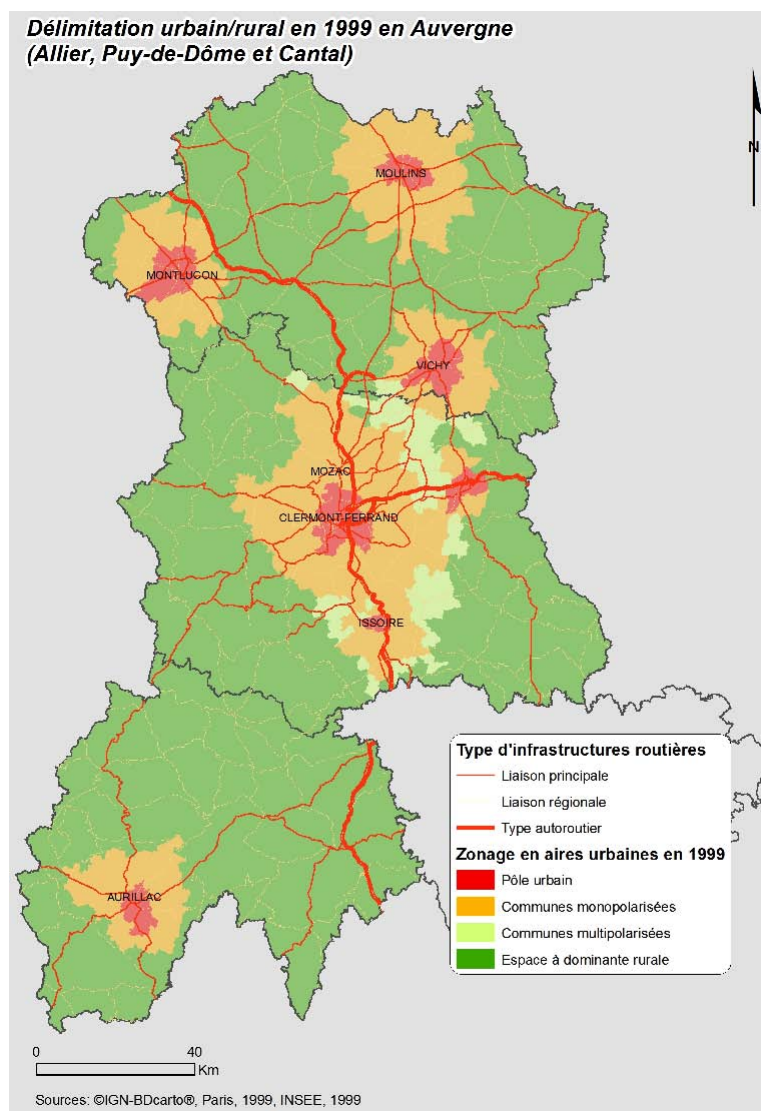 Délimitation urbain/rural en 1999 en Auvergne
(Allier, Puy-de-Dôme et Cantal)
N
MOULINS
MONTLUCON
VICHY
MOZAC
CLERMONT-FERRAND
ISSOIRE
AURILLAC
Type d'infrastructures routières
Liaison principale
Liaison régionale
Type autoroutier
Zonage en aires urbaines en 1999
Pôle urbain
Communes monopolarisées
Communes multipolarisées
Espace à dominante rurale
0 40
Km
Sources: ©IGN-BDcarto®, Paris, 1999, INSEE, 1999